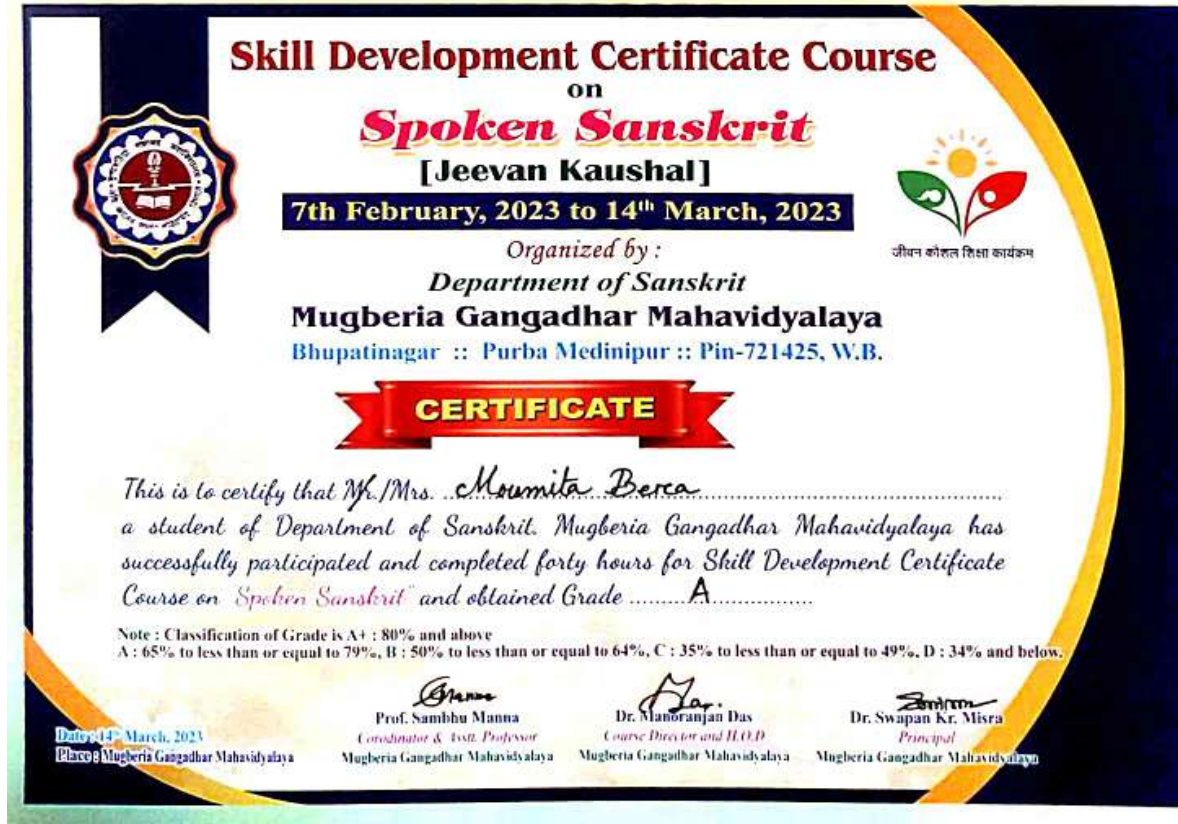 Skill Development Certificate Course
on
Spoken Sanskrit
[Jeevan Kaushal]
7th February, 2023 to 14th March, 2023
जीवन कौशल शिक्षा कार्यक्रम
Organized by :
Department of Sanskrit
Mugberia Gangadhar Mahavidyalaya
Bhupatinagar :: Purba Medinipur :: Pin-721425, W.B.
CERTIFICATE
This is to certify that Mr./Mrs. Moumita Bera
a student of Department of Sanskrit. Mugberia Gangadhar Mahavidyalaya has
successfully participated and completed forty hours for Skill Development Certificate
Course on "Spoken Sanskrit" and obtained Grade A
Note : Classification of Grade is A+ : 80% and above
A : 65% to less than or equal to 79%, B : 50% to less than or equal to 64%, C : 35% to less than or equal to 49%, D : 34% and below.
Prof. Sambhu Manna
Coordinator & Asstt. Professor
Mugberia Gangadhar Mahavidyalaya
Dr. Manoranjan Das
Course Director and H.O.D
Mugberia Gangadhar Mahavidyalaya
Dr. Swapan Kr. Misra
Principal
Mugberia Gangadhar Mahavidyalaya
Date : 14th March, 2023
Place : Mugberia Gangadhar Mahavidyalaya